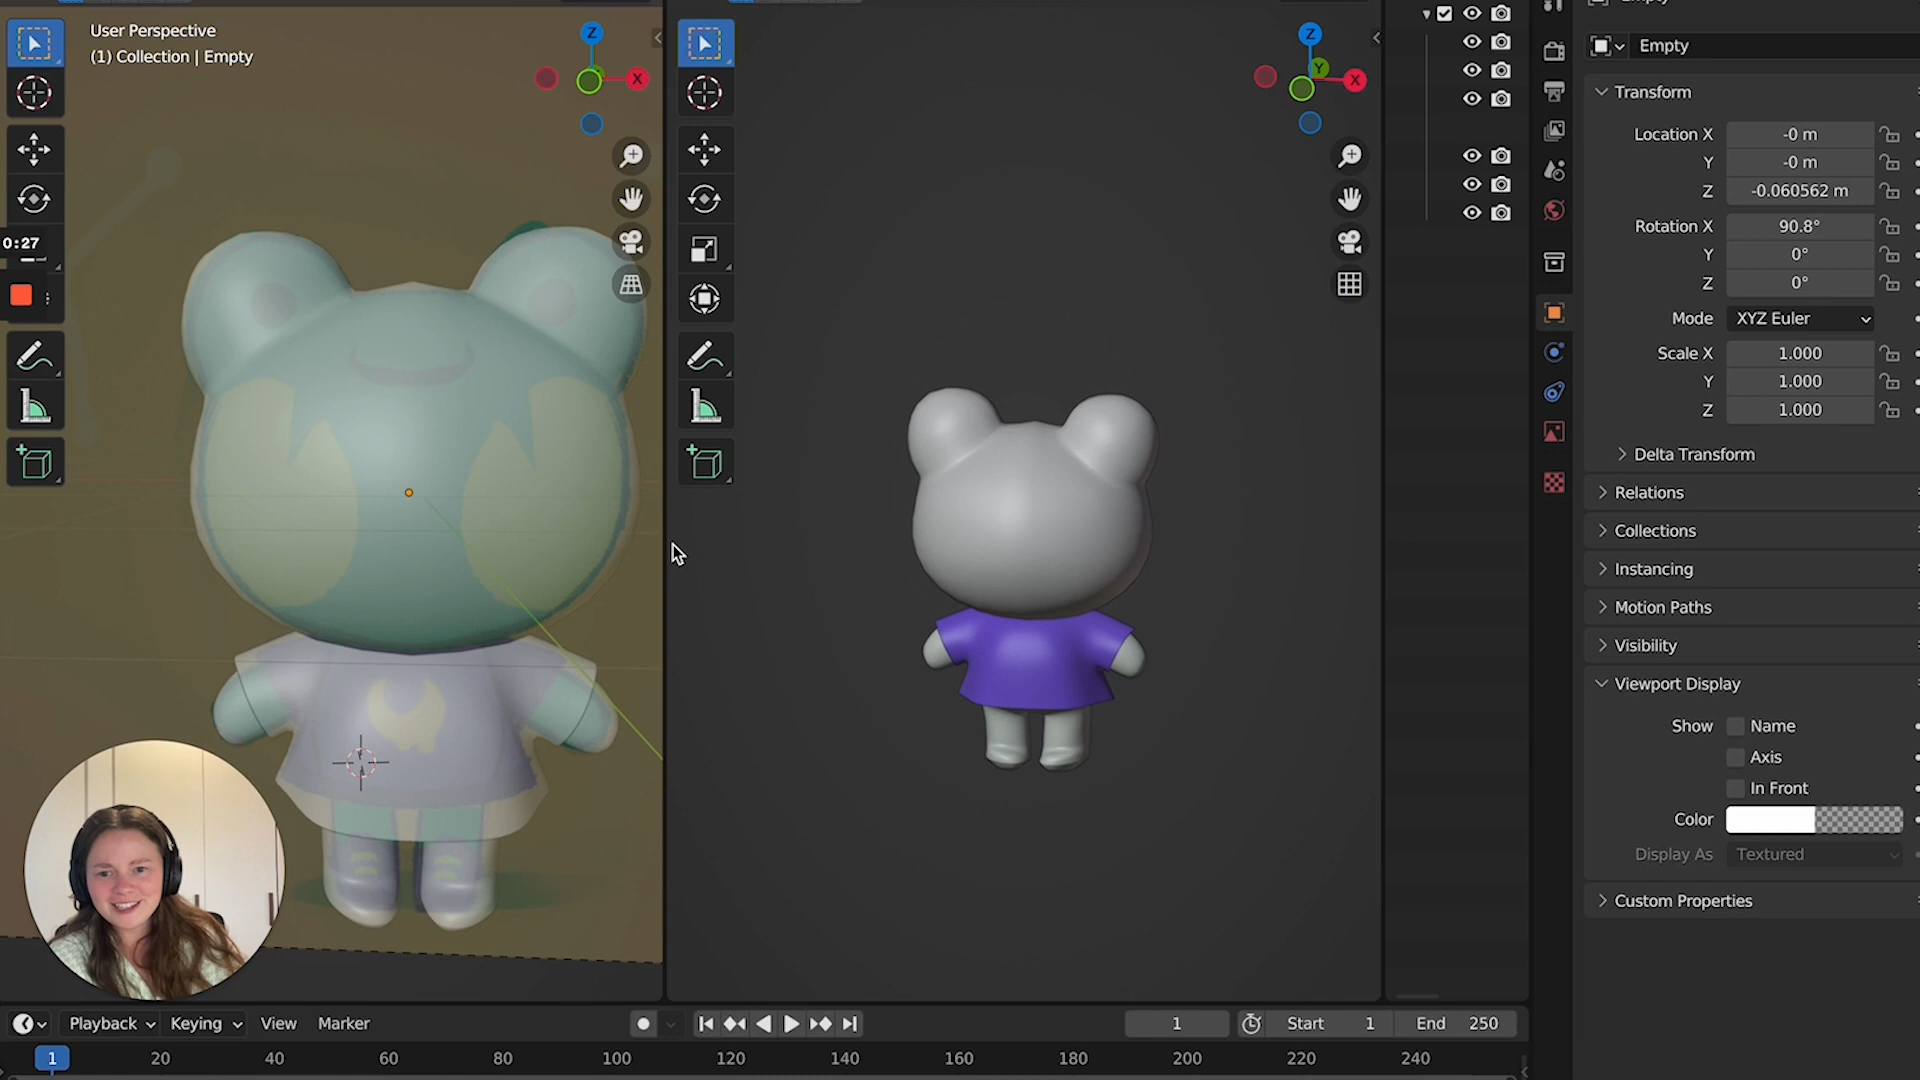 User Perspective
(1) Collection | Empty
Z
X
Z
Y
X
0:27
Empty
Transform
Location X -0 m
Y -0 m
Z -0.060562 m
Rotation X 90.8°
Y 0°
Z 0°
Mode XYZ Euler
Scale X 1.000
Y 1.000
Z 1.000
Delta Transform
Relations
Collections
Instancing
Motion Paths
Visibility
Viewport Display
Show Name
Axis
In Front
Color
Display As Textured
Custom Properties
Playback Keying View Marker 1 Start 1 End 250
1 20 40 60 80 100 120 140 160 180 200 220 240